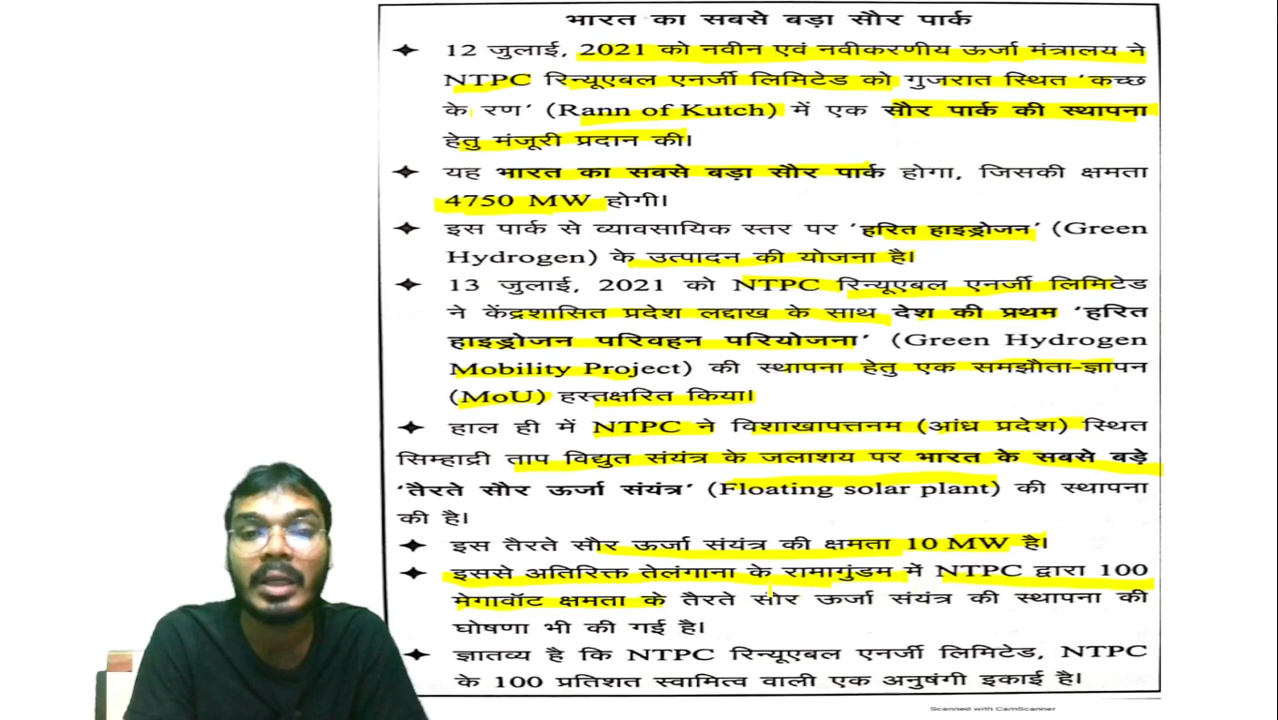 भारत का सबसे बड़ा सौर पार्क
12 जुलाई, 2021 को नवीन एवं नवीकरणीय ऊर्जा मंत्रालय ने
NTPC रिन्यूएबल एनर्जी लिमिटेड को गुजरात स्थित 'कच्छ
के रण' (Rann of Kutch) में एक सौर पार्क की स्थापना
हेतु मंजूरी प्रदान की।
यह भारत का सबसे बड़ा सौर पार्क होगा, जिसकी क्षमता
4750 MW होगी।
इस पार्क से व्यावसायिक स्तर पर 'हरित हाइड्रोजन' (Green
Hydrogen) के उत्पादन की योजना है।
13 जुलाई, 2021 को NTPC रिन्यूएबल एनर्जी लिमिटेड
ने केंद्रशासित प्रदेश लद्दाख के साथ देश की प्रथम 'हरित
हाइड्रोजन परिवहन परियोजना' (Green Hydrogen
Mobility Project) की स्थापना हेतु एक समझौता-ज्ञापन
(MoU) हस्तक्षरित किया।
हाल ही में NTPC ने विशाखापत्तनम (आंध्र प्रदेश) स्थित
सिम्हाद्री ताप विद्युत संयंत्र के जलाशय पर भारत के सबसे बड़े
'तैरते सौर ऊर्जा संयंत्र' (Floating solar plant) की स्थापना
की है।
इस तैरते सौर ऊर्जा संयंत्र की क्षमता 10 MW है।
इससे अतिरिक्त तेलंगाना के रामागुंडम में NTPC द्वारा 100
मेगावॉट क्षमता के तैरते सौर ऊर्जा संयंत्र की स्थापना की
घोषणा भी की गई है।
ज्ञातव्य है कि NTPC रिन्यूएबल एनर्जी लिमिटेड, NTPC
के 100 प्रतिशत स्वामित्व वाली एक अनुषंगी इकाई है।
Scanned with CamScanner